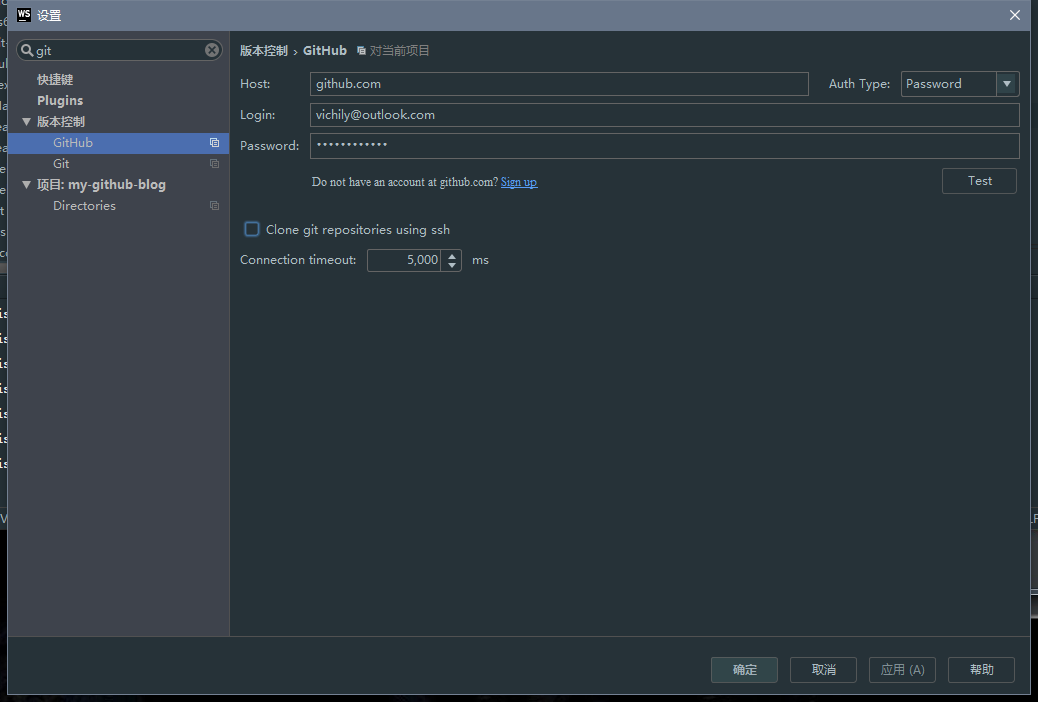 WS 设置
git
快捷键
Plugins
版本控制
GitHub
Git
项目: my-github-blog
Directories
版本控制 › GitHub 对当前项目
Host: github.com Auth Type: Password
Login: vichily@outlook.com
Password: ••••••••••••
Do not have an account at github.com? Sign up
Test
Clone git repositories using ssh
Connection timeout: 5,000 ms
确定 取消 应用 (A) 帮助